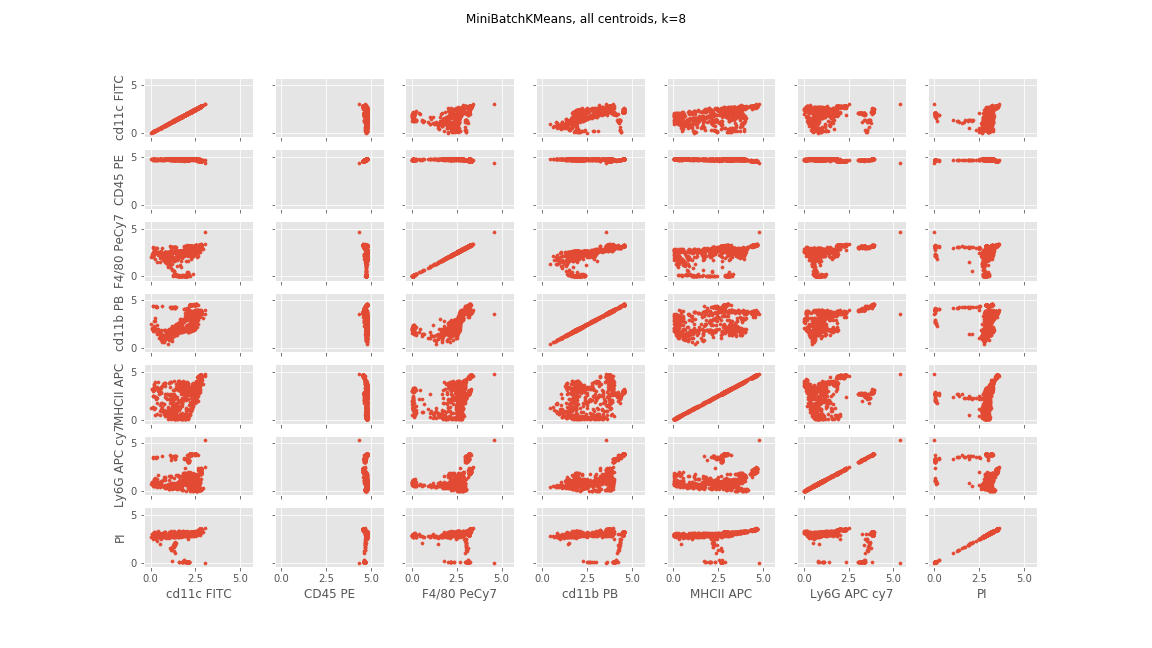 MiniBatchKMeans, all centroids, k=8
cd11c FITC
5
0
CD45 PE
5
0
F4/80 PeCy7
5
0
cd11b PB
5
0
MHCII APC
5
0
Ly6G APC cy7
5
0
PI
5
0
0.0 2.5 5.0 0.0 2.5 5.0 0.0 2.5 5.0 0.0 2.5 5.0 0.0 2.5 5.0 0.0 2.5 5.0 0.0 2.5 5.0
cd11c FITC CD45 PE F4/80 PeCy7 cd11b PB MHCII APC Ly6G APC cy7 PI